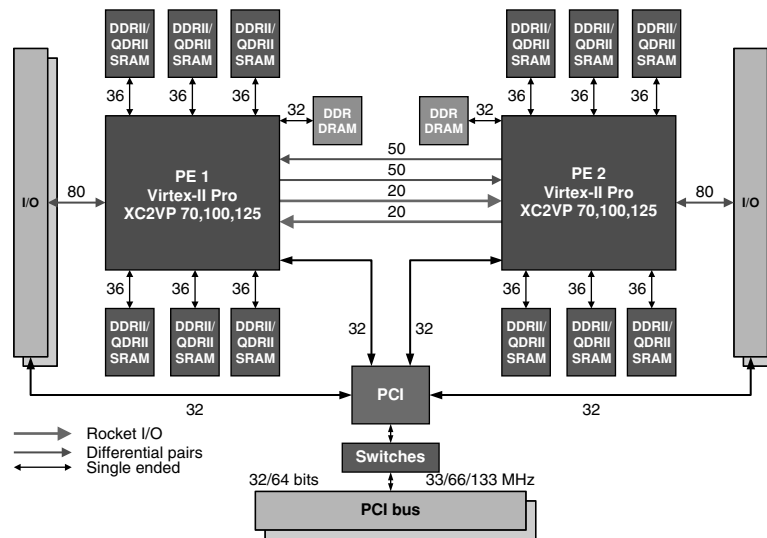 DDRII/
QDRII
SRAM
DDRII/
QDRII
SRAM
DDRII/
QDRII
SRAM
DDRII/
QDRII
SRAM
DDRII/
QDRII
SRAM
DDRII/
QDRII
SRAM
36
36
36
36
36
36
32
DDR
DRAM
DDR
DRAM
32
I/O
80
PE 1
Virtex-II Pro
XC2VP 70,100,125
50
50
20
20
PE 2
Virtex-II Pro
XC2VP 70,100,125
80
I/O
36
36
36
36
36
36
DDRII/
QDRII
SRAM
DDRII/
QDRII
SRAM
DDRII/
QDRII
SRAM
32
32
DDRII/
QDRII
SRAM
DDRII/
QDRII
SRAM
DDRII/
QDRII
SRAM
PCI
32
32
Rocket I/O
Differential pairs
Single ended
Switches
32/64 bits
33/66/133 MHz
PCI bus